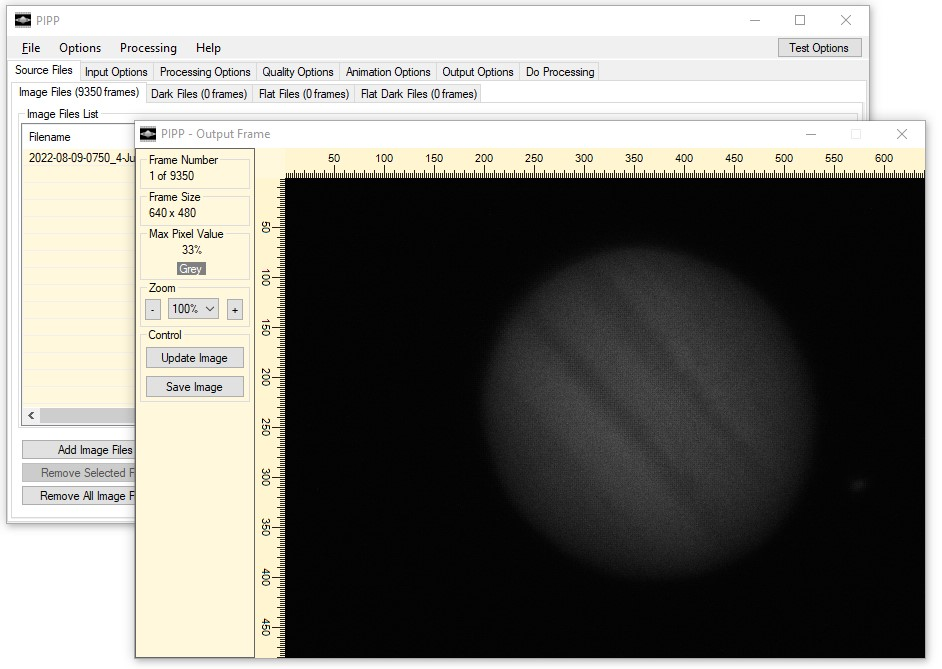 PIPP
File Options Processing Help
Test Options
Source Files Input Options Processing Options Quality Options Animation Options Output Options Do Processing
Image Files (9350 frames) Dark Files (0 frames) Flat Files (0 frames) Flat Dark Files (0 frames)
Image Files List
Filename
2022-08-09-0750_4-Ju
Add Image Files
Remove Selected F
Remove All Image F
PIPP - Output Frame
Frame Number
1 of 9350
Frame Size
640 x 480
Max Pixel Value
33%
Grey
Zoom
- 100% +
Control
Update Image
Save Image
50 100 150 200 250 300 350 400 450 500 550 600
50
100
150
200
250
300
350
400
450